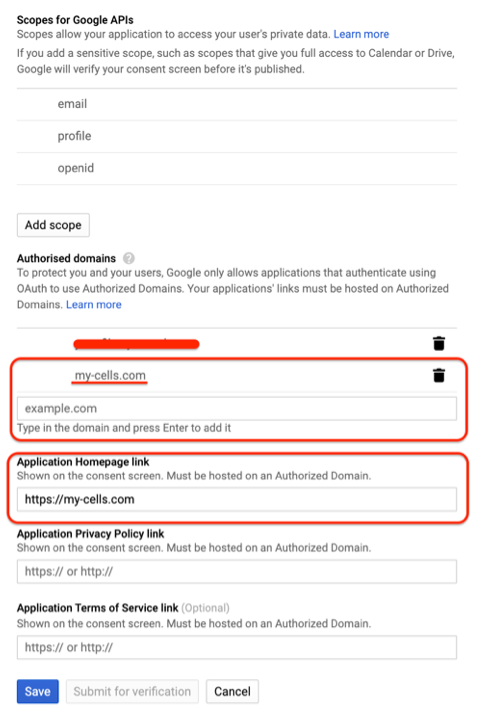 Scopes for Google APIs
Scopes allow your application to access your user's private data. Learn more
If you add a sensitive scope, such as scopes that give you full access to Calendar or Drive,
Google will verify your consent screen before it's published.
email
profile
openid
Add scope
Authorised domains ?
To protect you and your users, Google only allows applications that authenticate using
OAuth to use Authorized Domains. Your applications' links must be hosted on Authorized
Domains. Learn more
my-cells.com
example.com
Type in the domain and press Enter to add it
Application Homepage link
Shown on the consent screen. Must be hosted on an Authorized Domain.
https://my-cells.com
Application Privacy Policy link
Shown on the consent screen. Must be hosted on an Authorized Domain.
https:// or http://
Application Terms of Service link (Optional)
Shown on the consent screen. Must be hosted on an Authorized Domain.
https:// or http://
Save Submit for verification Cancel